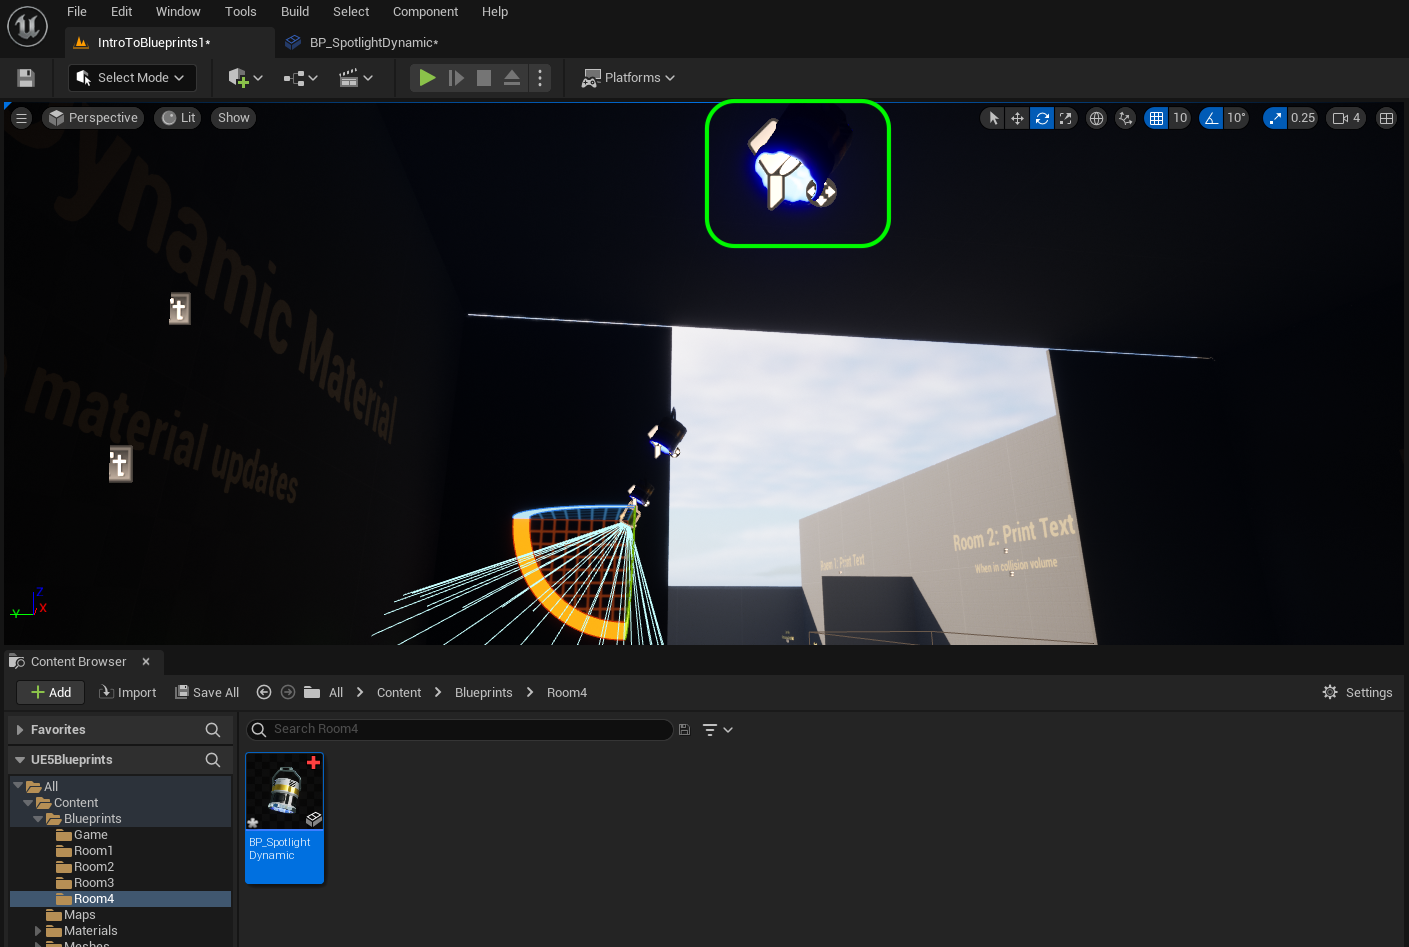 File Edit Window Tools Build Select Component Help
IntroToBlueprints1*
BP_SpotlightDynamic*
Select Mode
Platforms
Perspective
Lit
Show
10
10°
0.25
4
Dynamic Material
material updates
t
t
Room 1: Print Text
Room 2: Print Text
When in collision volume
Z
X
Y
Content Browser
Add
Import
Save All
All
Content
Blueprints
Room4
Settings
Favorites
Search Room4
UE5Blueprints
All
Content
Blueprints
Game
Room1
Room2
Room3
Room4
Maps
Materials
Meshes
BP_Spotlight
Dynamic